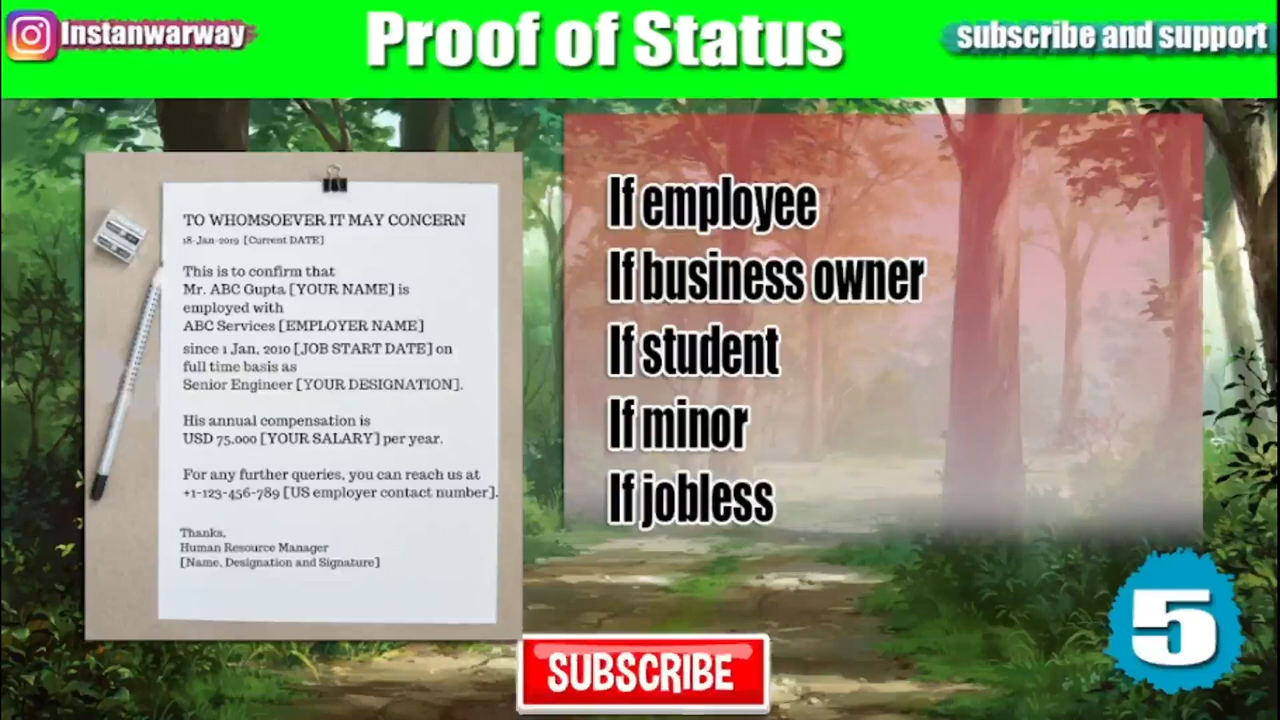 Instanwarway
Proof of Status
subscribe and support
TO WHOMSOEVER IT MAY CONCERN
18-Jan-2019 [Current DATE]
This is to confirm that
Mr. ABC Gupta [YOUR NAME] is
employed with
ABC Services [EMPLOYER NAME]
since 1 Jan, 2010 [JOB START DATE] on
full time basis as
Senior Engineer [YOUR DESIGNATION].
His annual compensation is
USD 75,000 [YOUR SALARY] per year.
For any further queries, you can reach us at
+1-123-456-789 [US employer contact number].
Thanks,
Human Resource Manager
[Name, Designation and Signature]
If employee
If business owner
If student
If minor
If jobless
5
SUBSCRIBE